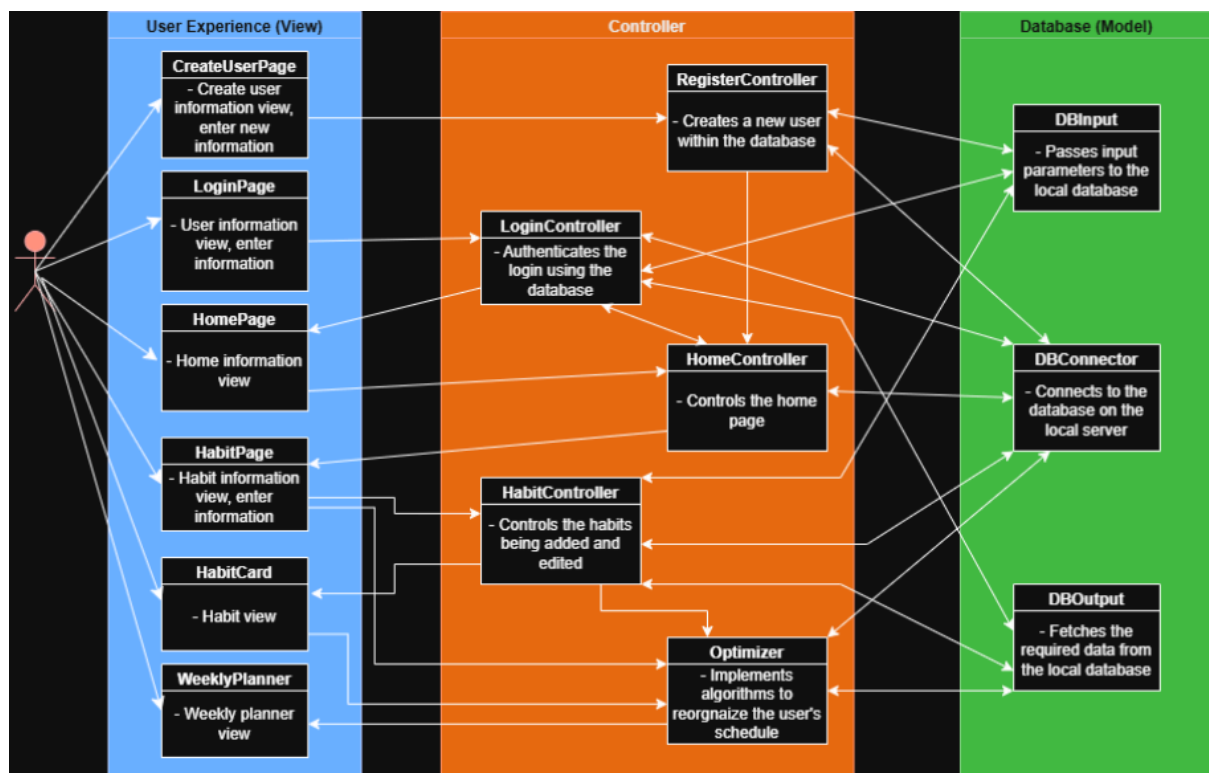 User Experience (View)
Controller
Database (Model)
CreateUserPage
- Create user
information view,
enter new
information
LoginPage
- User information
view, enter
information
HomePage
- Home information
view
HabitPage
- Habit information
view, enter
information
HabitCard
- Habit view
WeeklyPlanner
- Weekly planner
view
RegisterController
- Creates a new user
within the database
LoginController
- Authenticates the
login using the
database
HomeController
- Controls the home
page
HabitController
- Controls the habits
being added and
edited
Optimizer
- Implements
algorithms to
reorgnaize the user's
schedule
DBInput
- Passes input
parameters to the
local database
DBConnector
- Connects to the
database on the
local server
DBOutput
- Fetches the
required data from
the local database